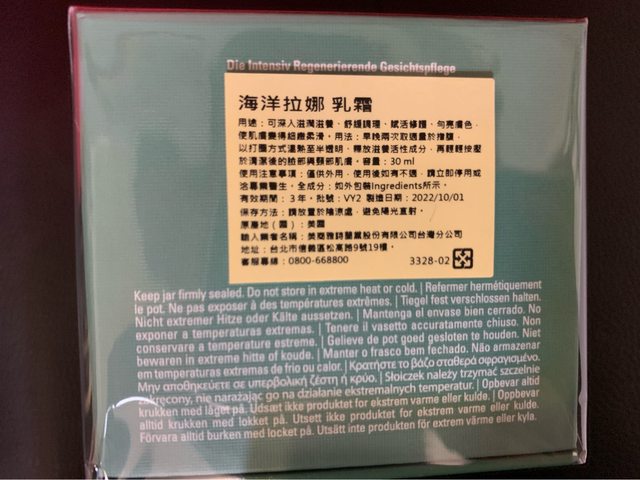 Die Intensiv Regenerierende Gesichtspflege
海洋拉娜 乳霜
用途：可深入滋潤滋養、舒緩調理、賦活修護、勻亮膚色，
使肌膚變得細緻柔滑。用法：早晚兩次取適量於指腹，
以打圈方式溫熱至半透明，釋放滋養活性成分，再輕輕按壓
於清潔後的臉部與頸部肌膚。容量：30 ml
使用注意事項：僅供外用，使用後如有不適，請立即停用或
洽專業醫生。全成分：如外包裝Ingredients所示。
有效期間：3年。批號：VY2 製造日期：2022/10/01
保存方法：請放置於陰涼處，避免陽光直射。
原產地（國）：美國
輸入業者名稱：英商雅詩蘭黛股份有限公司台灣分公司
地址：台北市信義區松高路9號19樓。
客服專線：0800-668800
3328-02
Keep jar firmly sealed. Do not store in extreme heat or cold. | Refermer hermétiquement
le pot. Ne pas exposer à des températures extrêmes. | Tiegel fest verschlossen halten.
Nicht extremer Hitze oder Kälte aussetzen. | Mantenga el envase bien cerrado. No
exponer a temperaturas extremas. | Tenere il vasetto accuratamente chiuso. Non
conservare a temperature estreme. | Gelieve de pot goed gesloten te houden. Niet
bewaren in extreme hitte of koude. | Manter o frasco bem fechado. Não armazenar
em temperaturas extremas de frio ou calor. | Κρατήστε το βάζο σταθερά σφραγισμένο.
Μην αποθηκεύετε σε υπερβολική ζέστη ή κρύο. | Słoiczek należy trzymać szczelnie
zakręcony, nie narażając go na działanie ekstremalnych temperatur. | Opbevar altid
krukken med låget på. Udsæt ikke produktet for ekstrem varme eller kulde. | Oppbevar
alltid krukken med lokket på. Utsett ikke produktet for ekstrem varme eller kulde.
Förvara alltid burken med locket på. Utsätt inte produkten för extrem värme eller kyla.